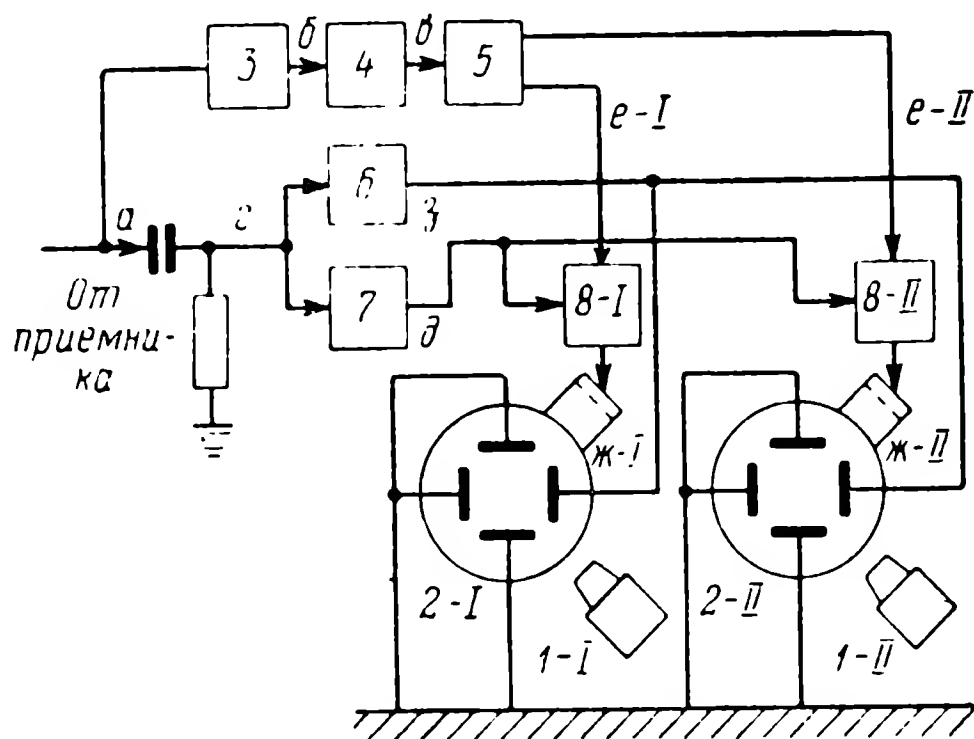 б
в
3
4
5
е-I
е-II
6
з
а
г
От
приемни-
ка
7
д
8-I
8-II
ж-I
ж-II
2-I
2-II
1-I
1-II